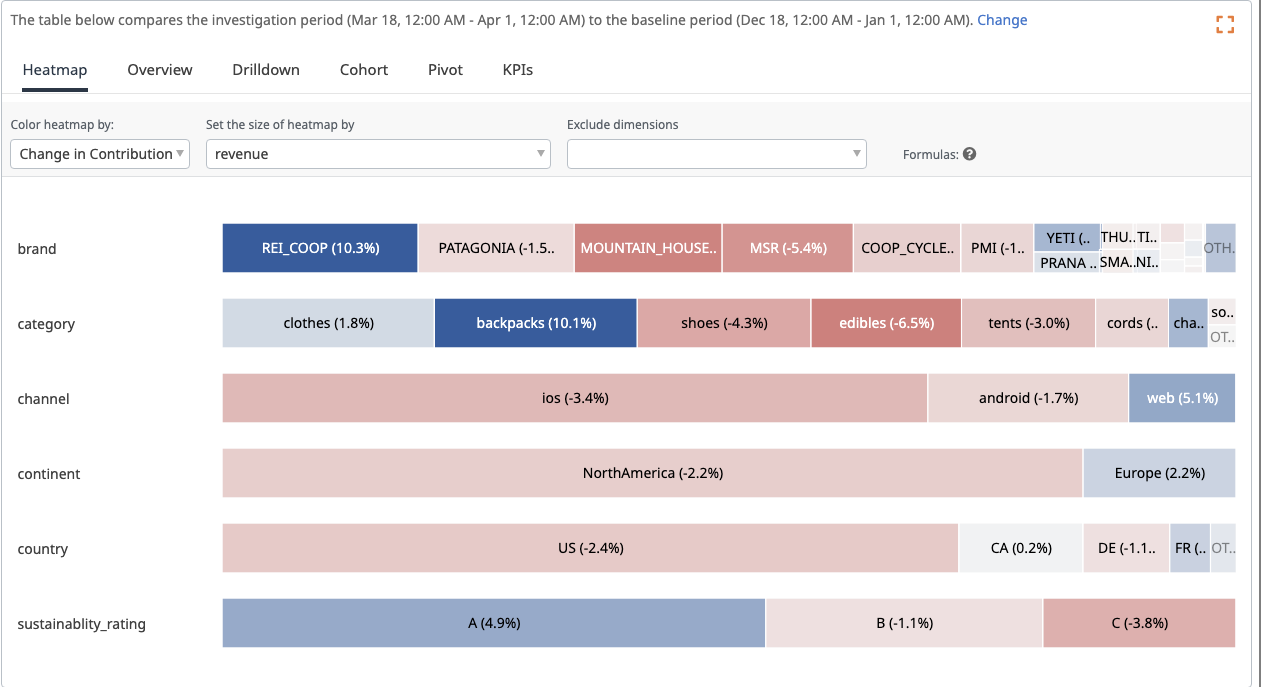 The table below compares the investigation period (Mar 18, 12:00 AM - Apr 1, 12:00 AM) to the baseline period (Dec 18, 12:00 AM - Jan 1, 12:00 AM). Change
Heatmap Overview Drilldown Cohort Pivot KPIs
Color heatmap by: Set the size of heatmap by Exclude dimensions
Change in Contribution revenue Formulas: ?
brand REI_COOP (10.3%) PATAGONIA (-1.5.. MOUNTAIN_HOUSE.. MSR (-5.4%) COOP_CYCLE.. PMI (-1.. YETI (.. THU.. TI.. OTH.
PRANA .. SMA.. NI..
category clothes (1.8%) backpacks (10.1%) shoes (-4.3%) edibles (-6.5%) tents (-3.0%) cords (.. cha.. so..
OT..
channel ios (-3.4%) android (-1.7%) web (5.1%)
continent NorthAmerica (-2.2%) Europe (2.2%)
country US (-2.4%) CA (0.2%) DE (-1.1.. FR (.. OT..
sustainablity_rating A (4.9%) B (-1.1%) C (-3.8%)